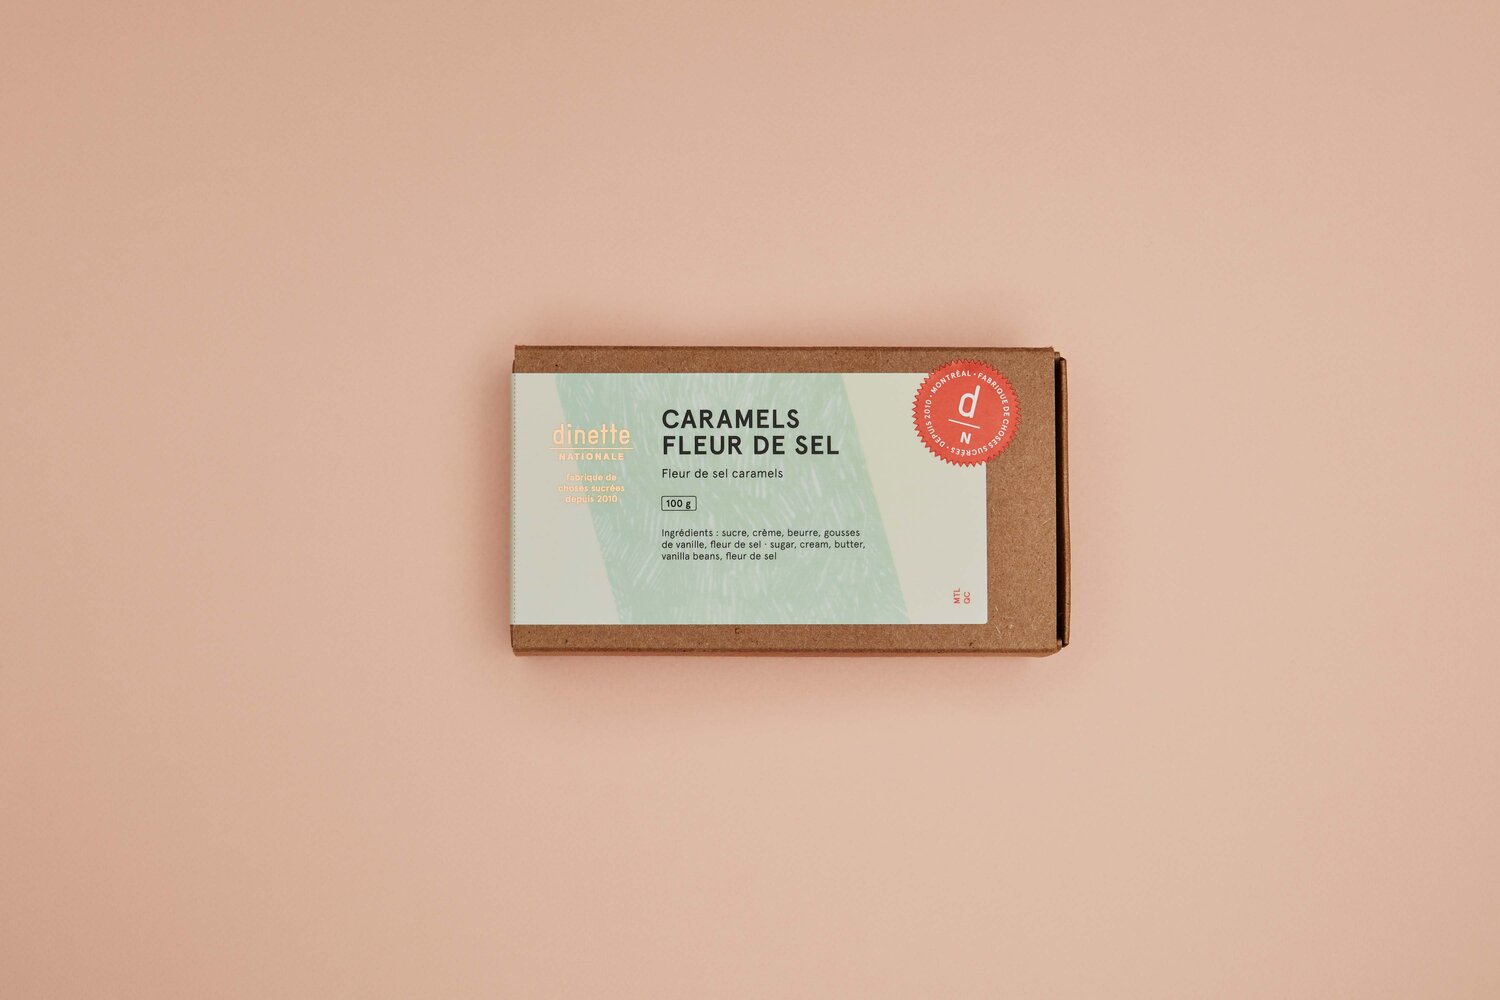 dinette
NATIONALE
fabrique de
choses sucrées
depuis 2010
CARAMELS
FLEUR DE SEL
Fleur de sel caramels
100 g
Ingrédients : sucre, crème, beurre, gousses
de vanille, fleur de sel · sugar, cream, butter,
vanilla beans, fleur de sel
MONTRÉAL • FABRIQUE DE CHOSES SUCRÉES • DEPUIS 2010 •
d
N
MTL
QC